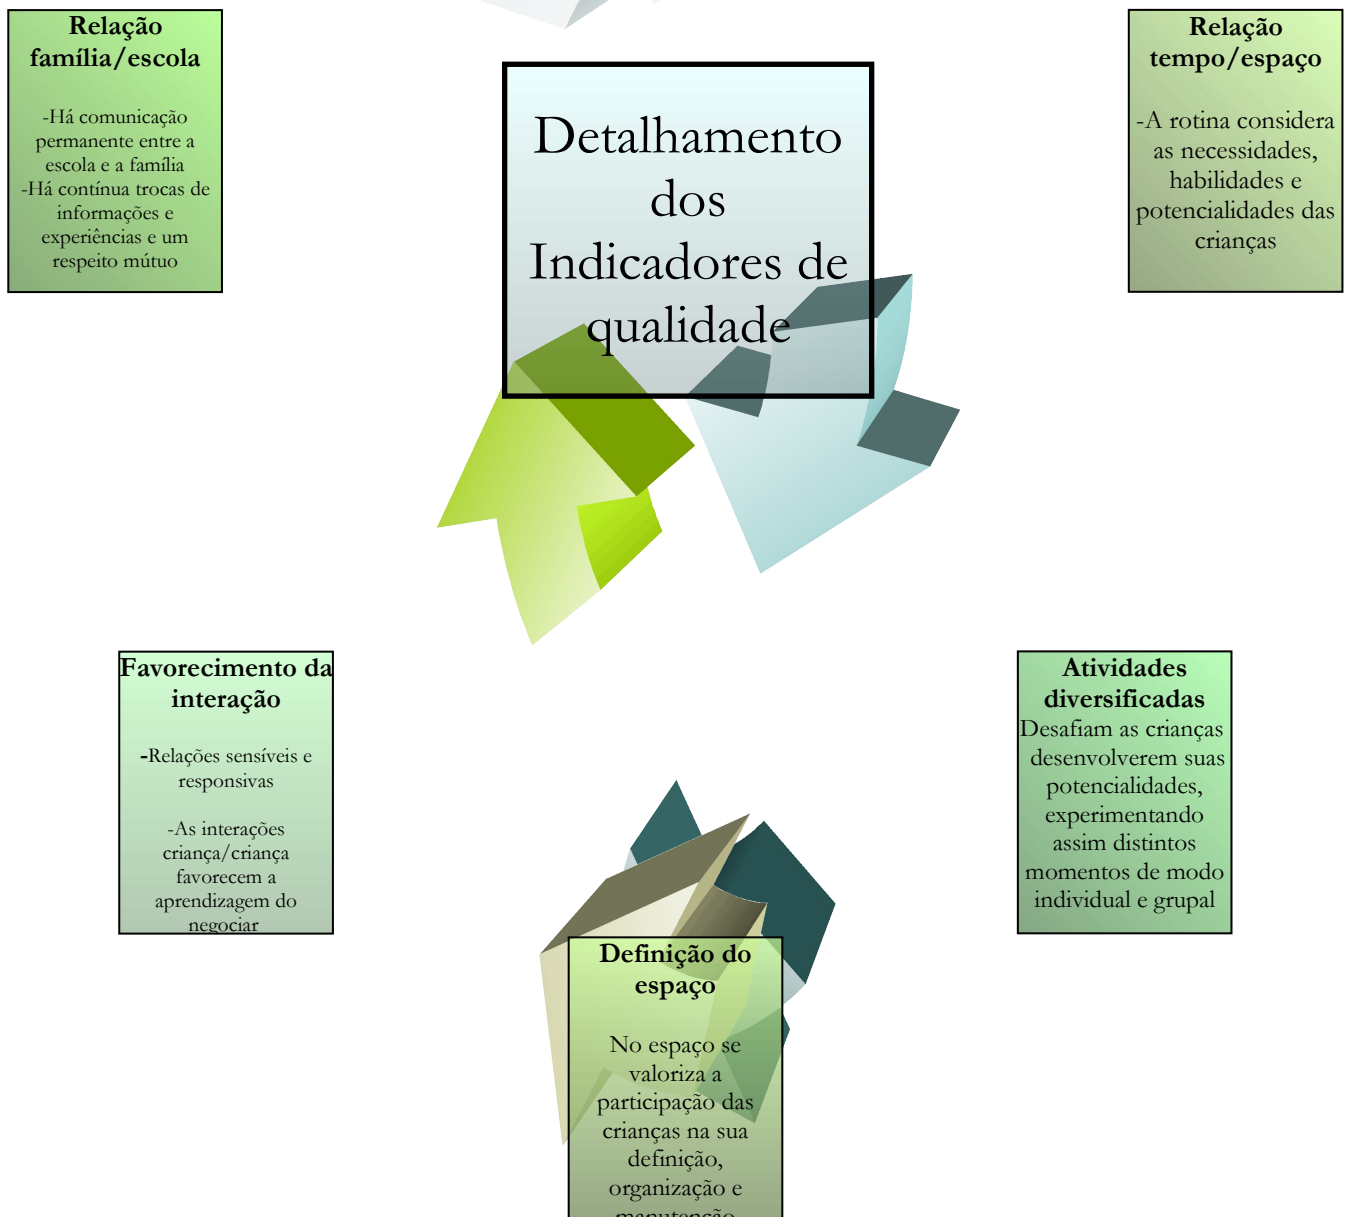 Relação
família/escola
-Há comunicação
permanente entre a
escola e a família
-Há contínua trocas de
informações e
experiências e um
respeito mútuo
Detalhamento
dos
Indicadores de
qualidade
Relação
tempo/espaço
-A rotina considera
as necessidades,
habilidades e
potencialidades das
crianças
Favorecimento da
interação
-Relações sensíveis e
responsivas
-As interações
criança/criança
favorecem a
aprendizagem do
negociar
Atividades
diversificadas
Desafiam as crianças
desenvolverem suas
potencialidades,
experimentando
assim distintos
momentos de modo
individual e grupal
Definição do
espaço
No espaço se
valoriza a
participação das
crianças na sua
definição,
organização e
manutenção